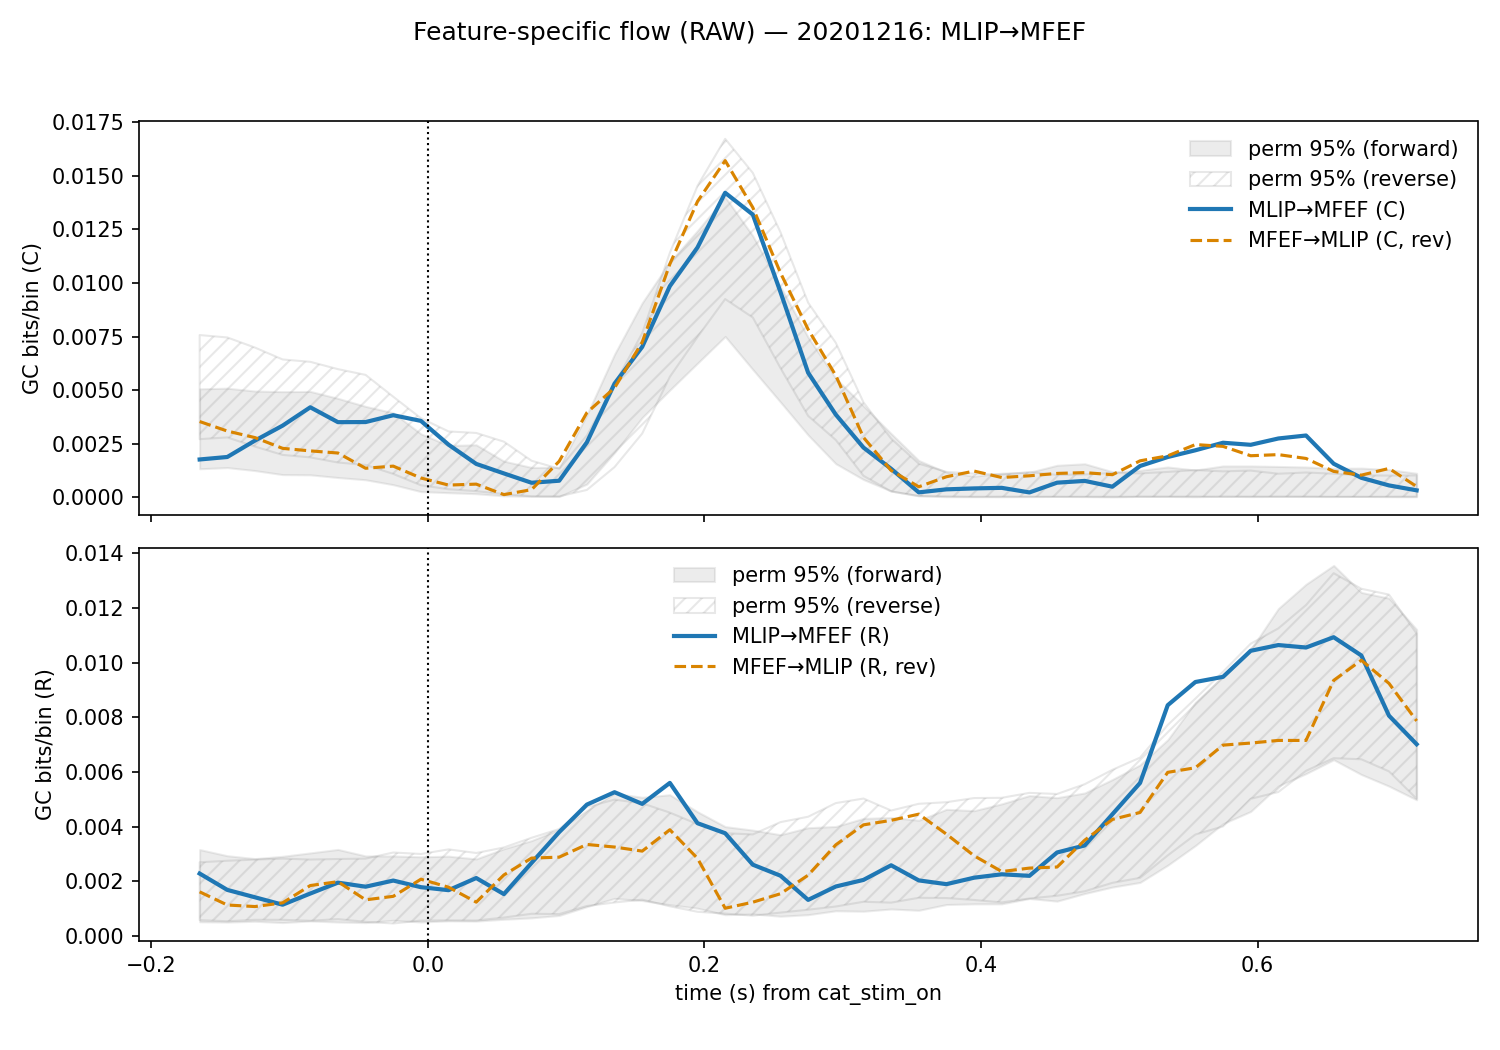 Feature-specific flow (RAW) — 20201216: MLIP→MFEF
GC bits/bin (C)
0.0175
0.0150
0.0125
0.0100
0.0075
0.0050
0.0025
0.0000
perm 95% (forward)
perm 95% (reverse)
MLIP→MFEF (C)
MFEF→MLIP (C, rev)
GC bits/bin (R)
0.014
0.012
0.010
0.008
0.006
0.004
0.002
0.000
perm 95% (forward)
perm 95% (reverse)
MLIP→MFEF (R)
MFEF→MLIP (R, rev)
−0.2 0.0 0.2 0.4 0.6
time (s) from cat_stim_on